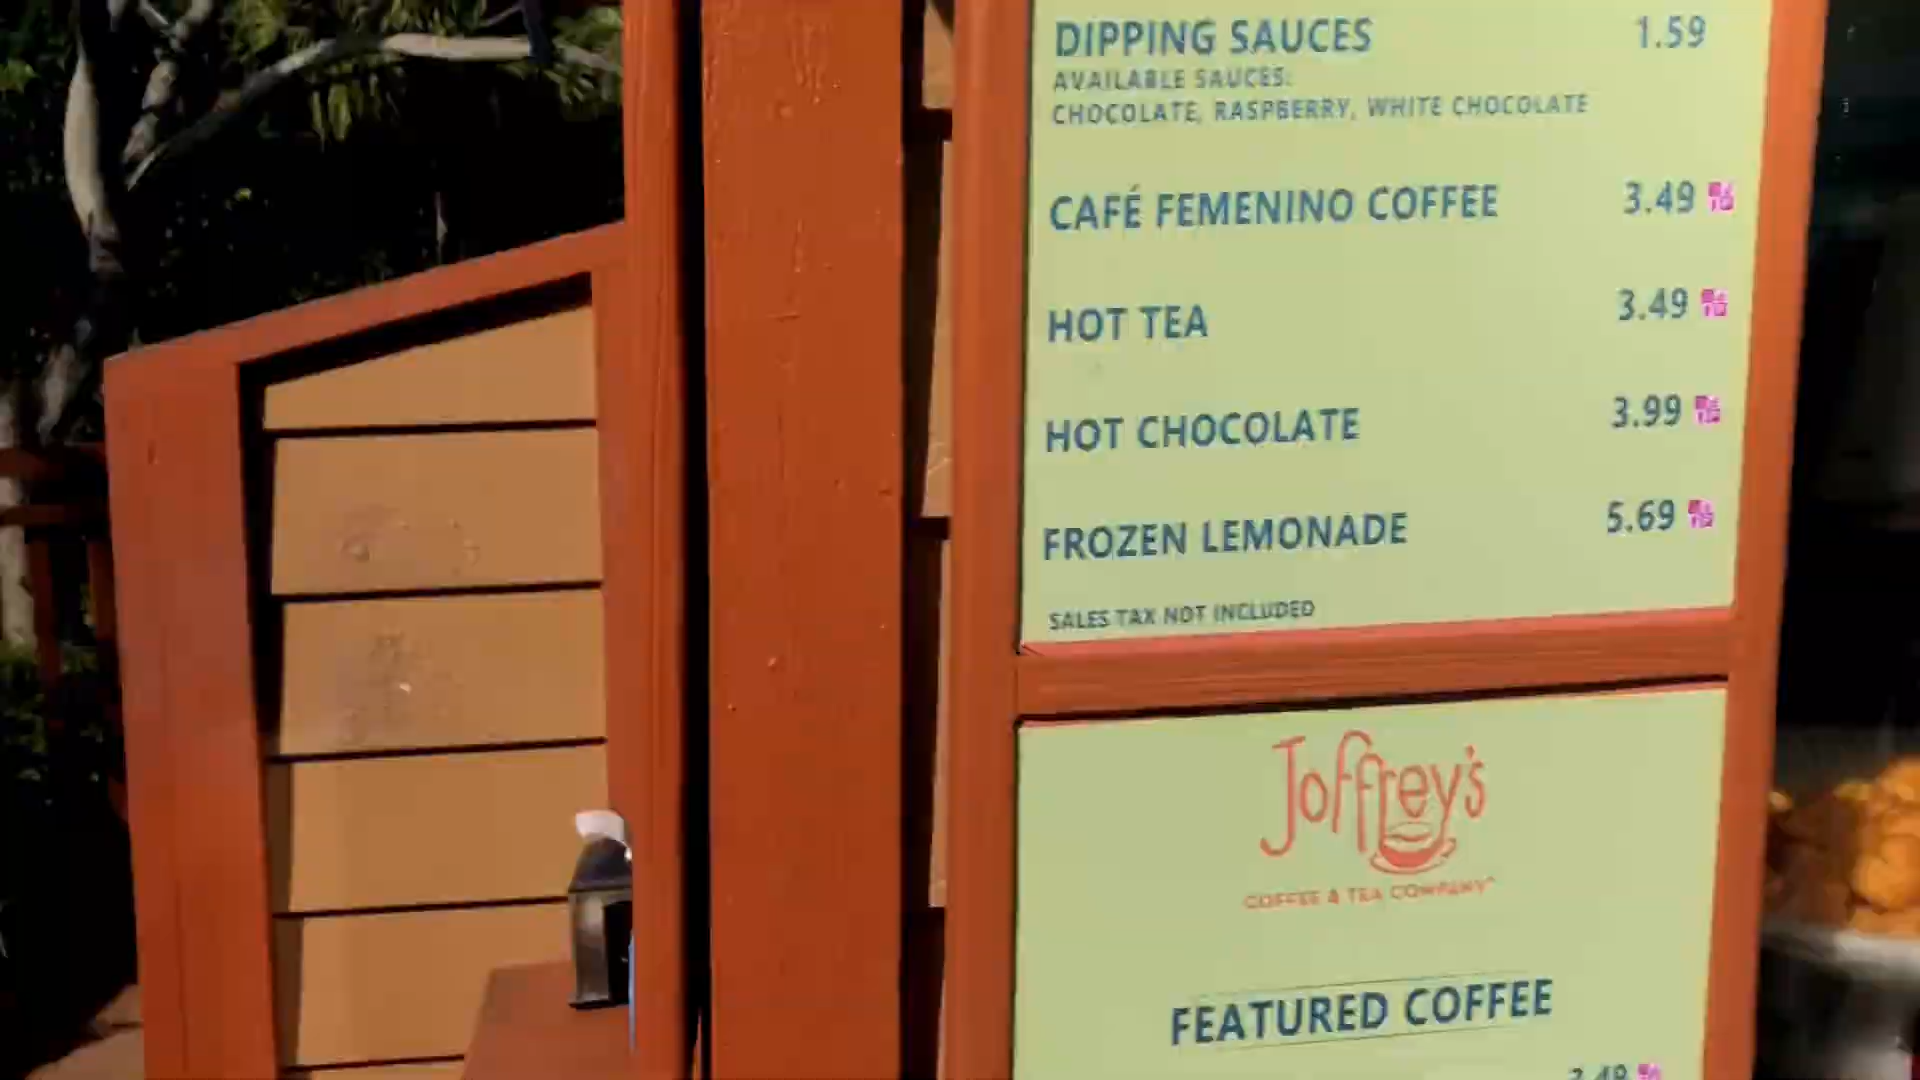 DIPPING SAUCES 1.59
AVAILABLE SAUCES:
CHOCOLATE, RASPBERRY, WHITE CHOCOLATE
CAFÉ FEMENINO COFFEE 3.49
HOT TEA 3.49
HOT CHOCOLATE 3.99
FROZEN LEMONADE 5.69
SALES TAX NOT INCLUDED
Joffrey's
COFFEE & TEA COMPANY
FEATURED COFFEE